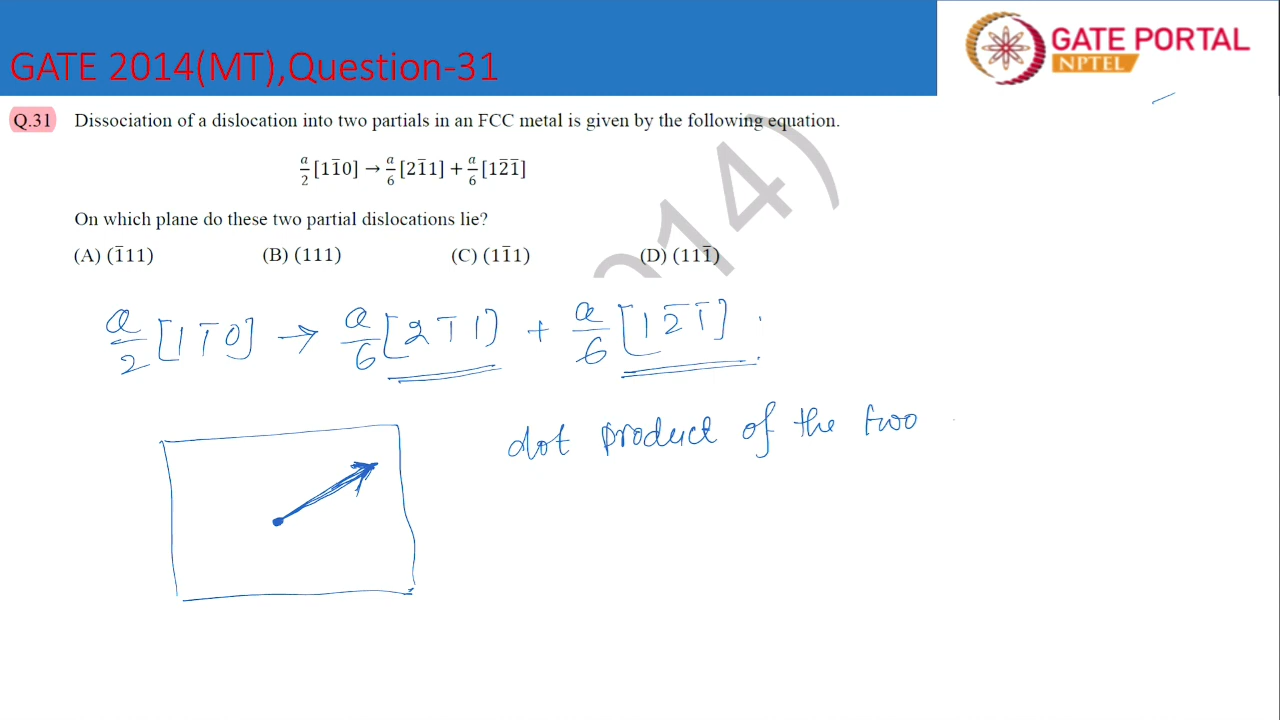 GATE 2014(MT),Question-31
GATE PORTAL
NPTEL
Q.31 Dissociation of a dislocation into two partials in an FCC metal is given by the following equation.
a/2 [11̅0] → a/6 [21̅1] + a/6 [12̅1̅]
On which plane do these two partial dislocations lie?
(A) (1̅11) (B) (111) (C) (11̅1) (D) (111̅)
014)
a/2 [11̅0] → a/6 [21̅1] + a/6 [12̅1̅].
dot product of the two